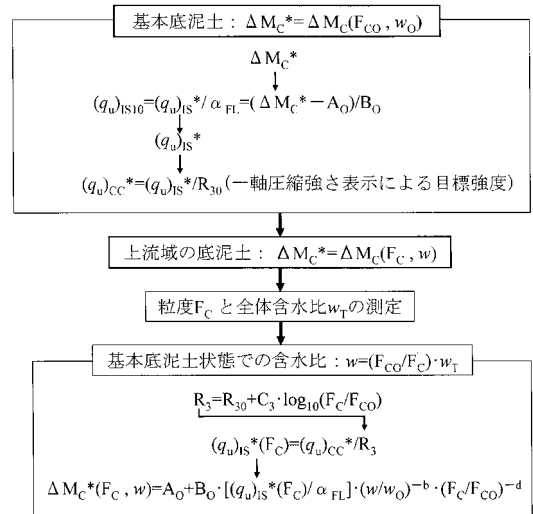 基本底泥土：ΔM_C*=ΔM_C(F_CO , w_O)
ΔM_C*
(q_u)_IS10=(q_u)_IS*/α_FL=(ΔM_C*−A_O)/B_O
(q_u)_IS*
(q_u)_CC*=(q_u)_IS*/R_30(一軸圧縮強さ表示による目標強度)
上流域の底泥土：ΔM_C*=ΔM_C(F_C , w)
粒度F_Cと全体含水比w_Tの測定
基本底泥土状態での含水比：w=(F_CO/F_C)·w_T
R_3=R_30+C_3·log_10(F_C/F_CO)
(q_u)_IS*(F_C)=(q_u)_CC*/R_3
ΔM_C*(F_C , w)=A_O+B_O·[(q_u)_IS*(F_C)/α_FL]·(w/w_O)^−b·(F_C/F_CO)^−d